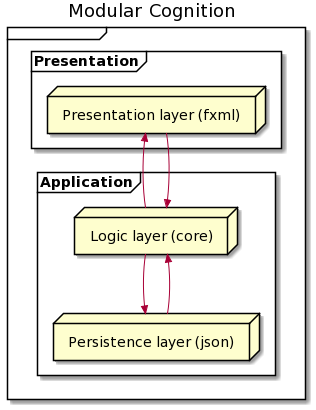 Modular Cognition
Presentation
Presentation layer (fxml)
Application
Logic layer (core)
Persistence layer (json)